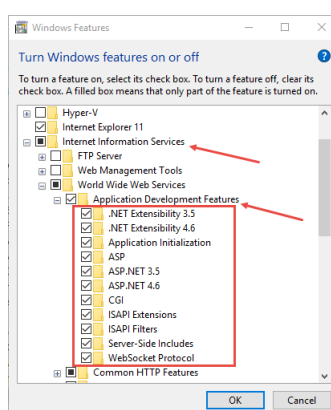 Windows Features
Turn Windows features on or off
To turn a feature on, select its check box. To turn a feature off, clear its
check box. A filled box means that only part of the feature is turned on.
Hyper-V
Internet Explorer 11
Internet Information Services
FTP Server
Web Management Tools
World Wide Web Services
Application Development Features
.NET Extensibility 3.5
.NET Extensibility 4.6
Application Initialization
ASP
ASP.NET 3.5
ASP.NET 4.6
CGI
ISAPI Extensions
ISAPI Filters
Server-Side Includes
WebSocket Protocol
Common HTTP Features
OK Cancel